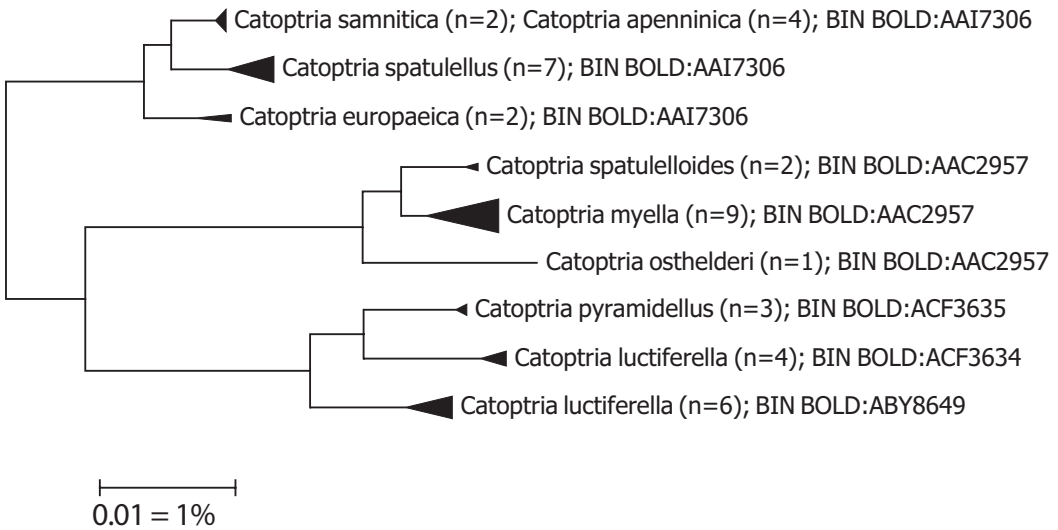 Catoptria samnitica (n=2); Catoptria apenninica (n=4); BIN BOLD:AAI7306
Catoptria spatulellus (n=7); BIN BOLD:AAI7306
Catoptria europaeica (n=2); BIN BOLD:AAI7306
Catoptria spatulelloides (n=2); BIN BOLD:AAC2957
Catoptria myella (n=9); BIN BOLD:AAC2957
Catoptria osthelderi (n=1); BIN BOLD:AAC2957
Catoptria pyramidellus (n=3); BIN BOLD:ACF3635
Catoptria luctiferella (n=4); BIN BOLD:ACF3634
Catoptria luctiferella (n=6); BIN BOLD:ABY8649
0.01 = 1%